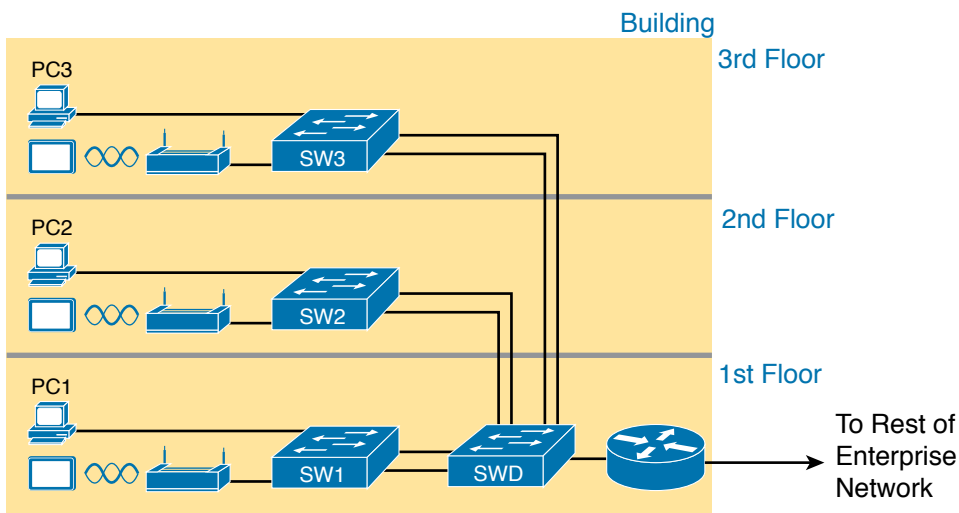 Building
3rd Floor
PC3
SW3
2nd Floor
PC2
SW2
1st Floor
PC1
SW1
SWD
To Rest of
Enterprise
Network